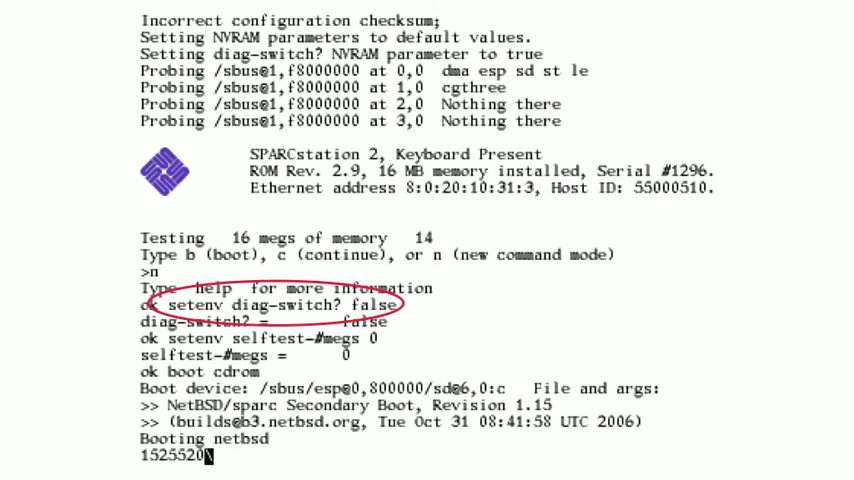 Incorrect configuration checksum;
Setting NVRAM parameters to default values.
Setting diag-switch? NVRAM parameter to true
Probing /sbus@1,f8000000 at 0,0  dma esp sd st le
Probing /sbus@1,f8000000 at 1,0  cgthree
Probing /sbus@1,f8000000 at 2,0  Nothing there
Probing /sbus@1,f8000000 at 3,0  Nothing there
SPARCstation 2, Keyboard Present
ROM Rev. 2.9, 16 MB memory installed, Serial #1296.
Ethernet address 8:0:20:10:31:3, Host ID: 55000510.
Testing   16 megs of memory   14
Type b (boot), c (continue), or n (new command mode)
>n
Type  help  for more information
ok setenv diag-switch? false
diag-switch? =         false
ok setenv selftest-#megs 0
selftest-#megs =       0
ok boot cdrom
Boot device: /sbus/esp@0,800000/sd@6,0:c   File and args:
>> NetBSD/sparc Secondary Boot, Revision 1.15
>> (builds@b3.netbsd.org, Tue Oct 31 08:41:58 UTC 2006)
Booting netbsd
1525520\